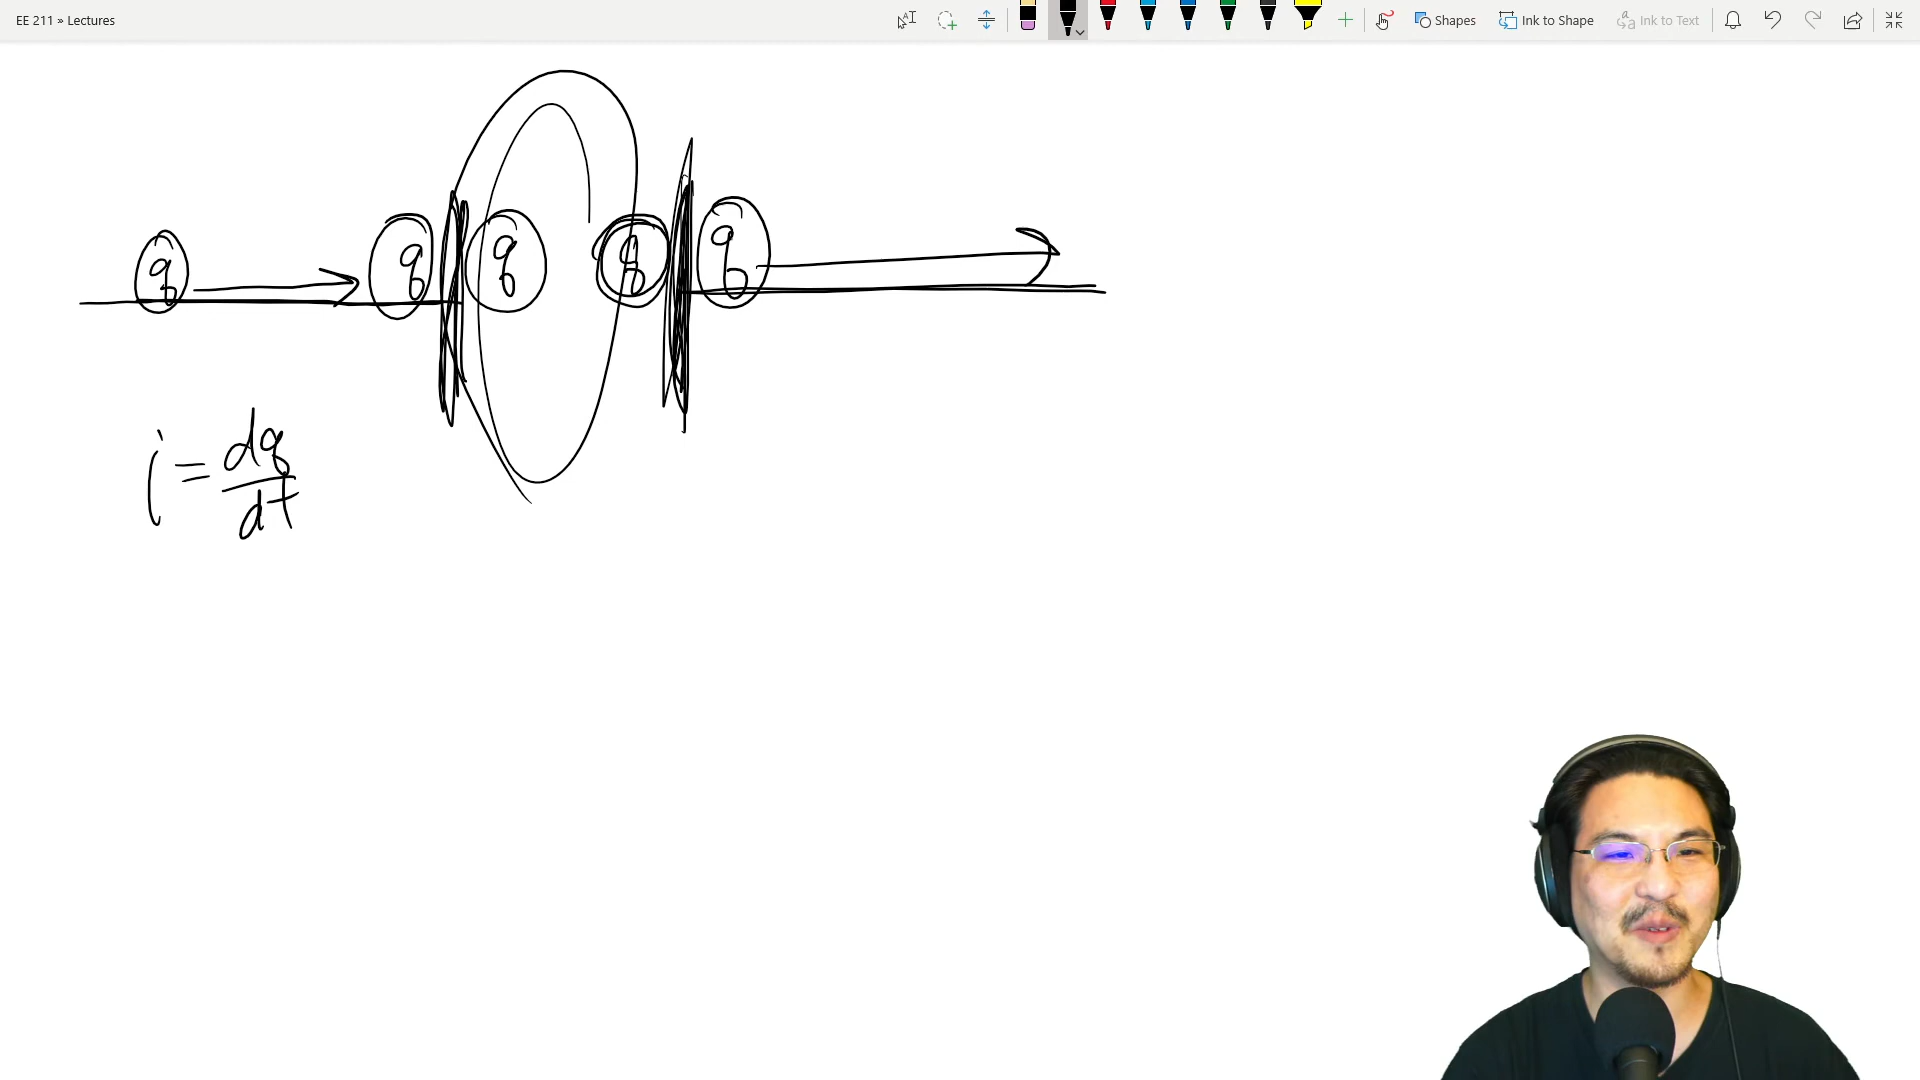 EE 211 » Lectures
Shapes Ink to Shape Ink to Text
q q q q q
i = dq
dt